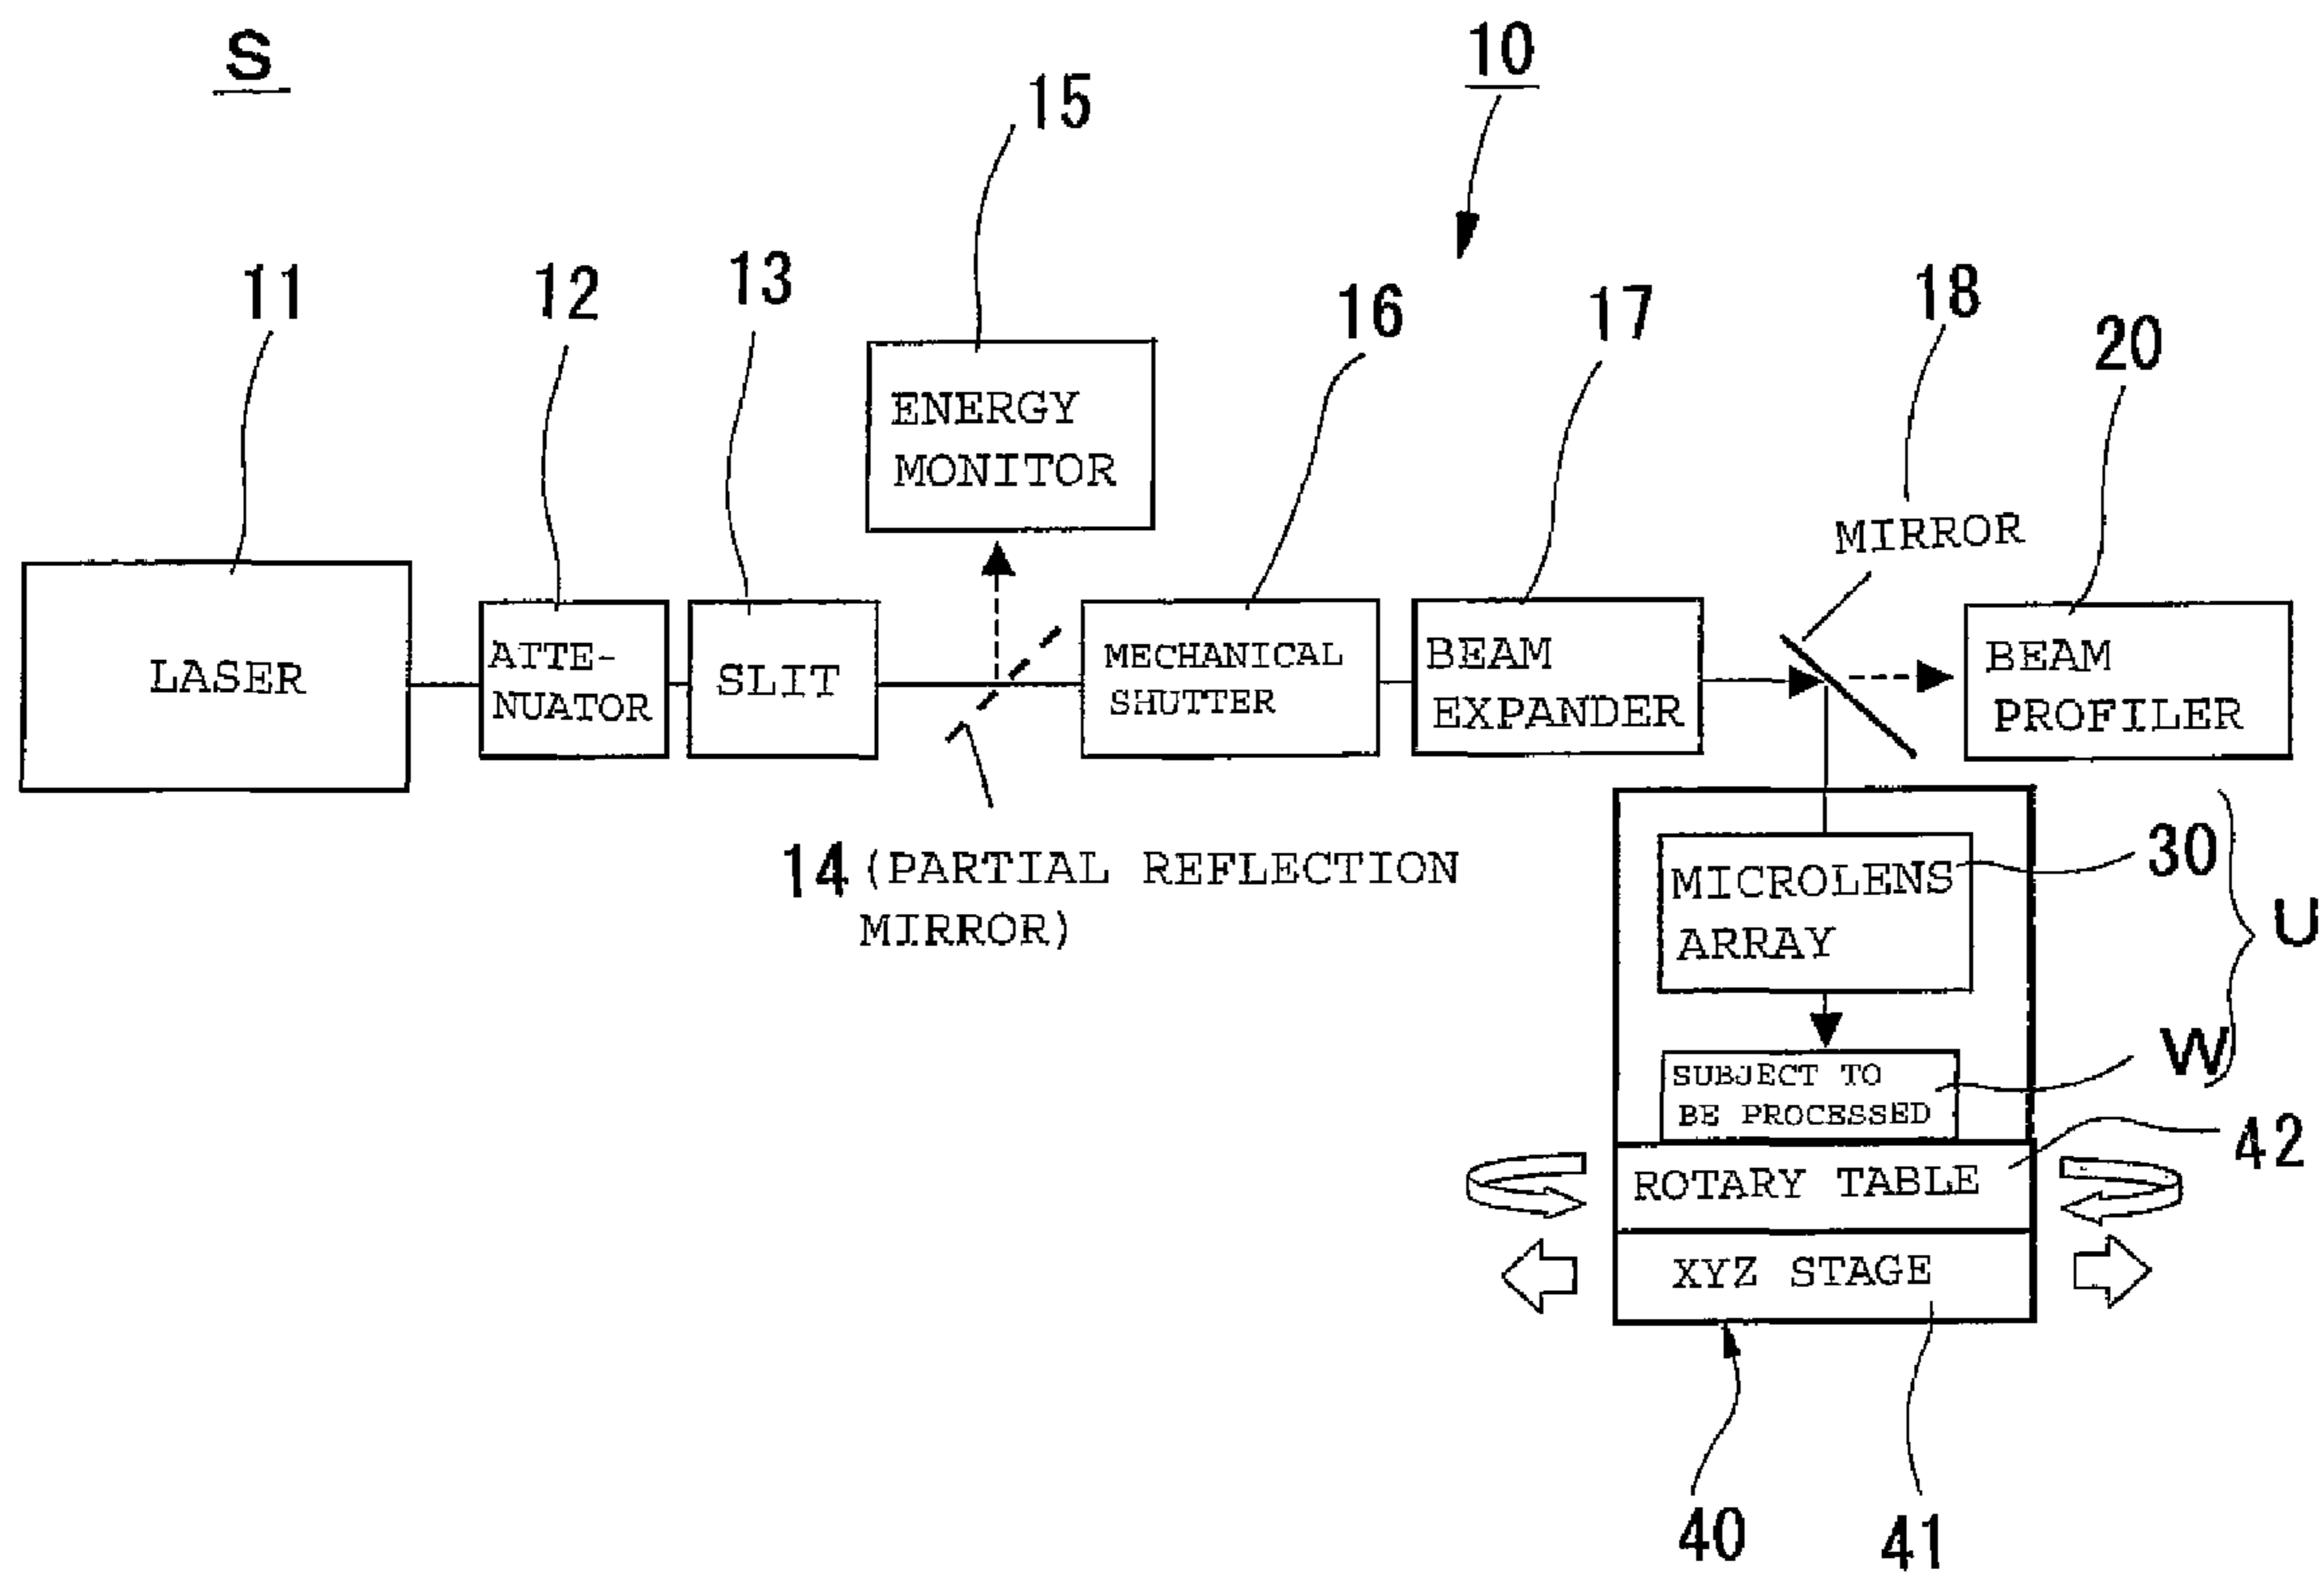 S
10
15
11
12
13
16
17
18
20
ENERGY
MONITOR
MIRROR
LASER
ATTE-
NUATOR
SLIT
MECHANICAL
SHUTTER
BEAM
EXPANDER
BEAM
PROFILER
14 (PARTIAL REFLECTION
MIRROR)
30
MICROLENS
ARRAY
U
W
SUBJECT TO
BE PROCESSED
42
ROTARY TABLE
XYZ STAGE
40
41